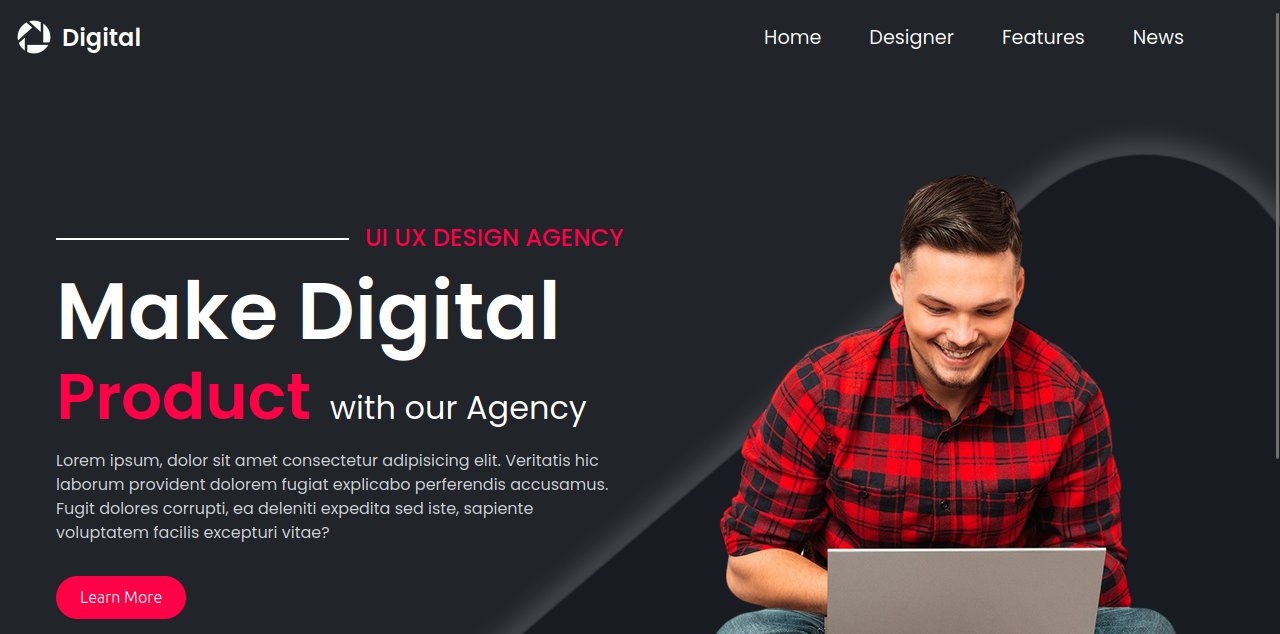 Digital
Home Designer Features News
UI UX DESIGN AGENCY
Make Digital
Product with our Agency
Lorem ipsum, dolor sit amet consectetur adipisicing elit. Veritatis hic
laborum provident dolorem fugiat explicabo perferendis accusamus.
Fugit dolores corrupti, ea deleniti expedita sed iste, sapiente
voluptatem facilis excepturi vitae?
Learn More